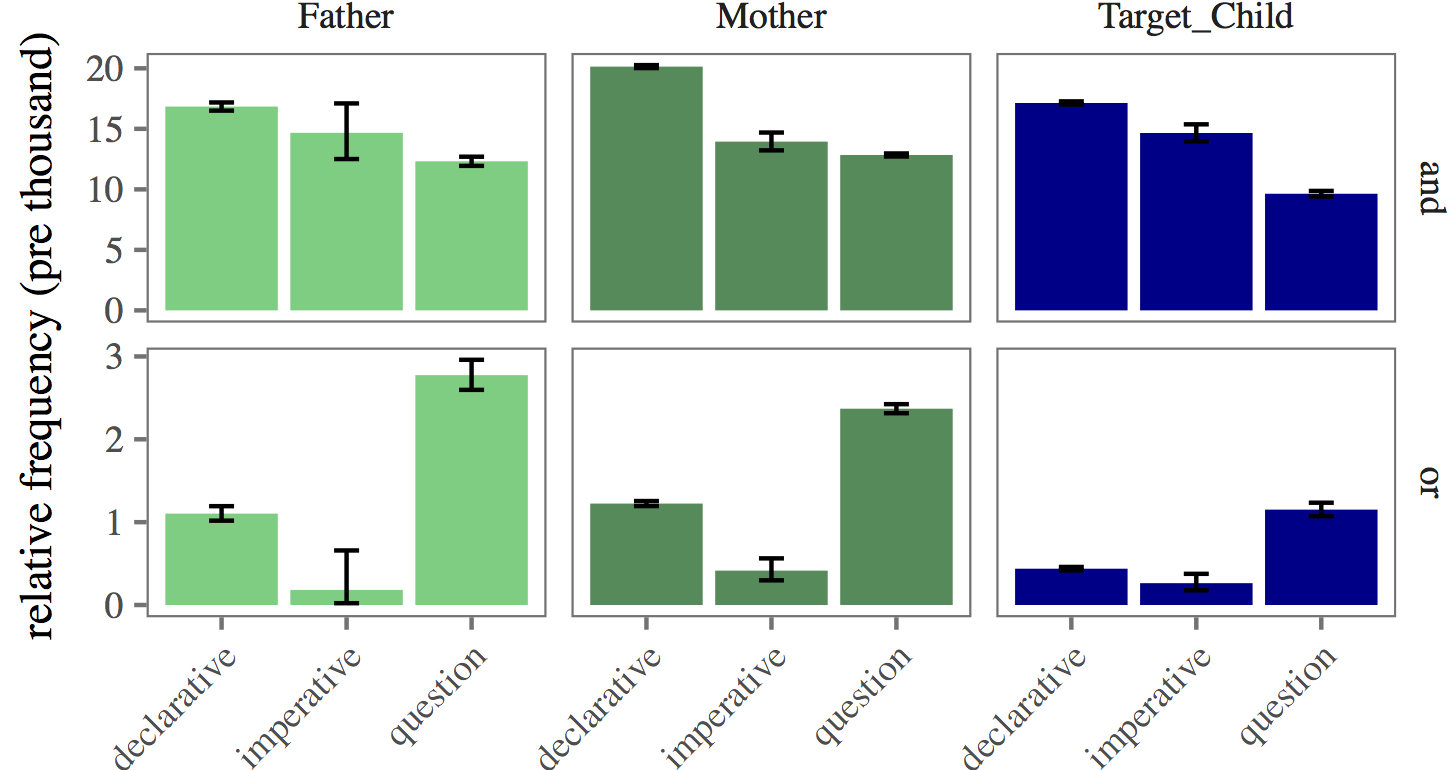 Father Mother Target_Child
relative frequency (pre thousand)
20
15
10
5
0
and
3
2
1
0
or
declarative imperative question declarative imperative question declarative imperative question